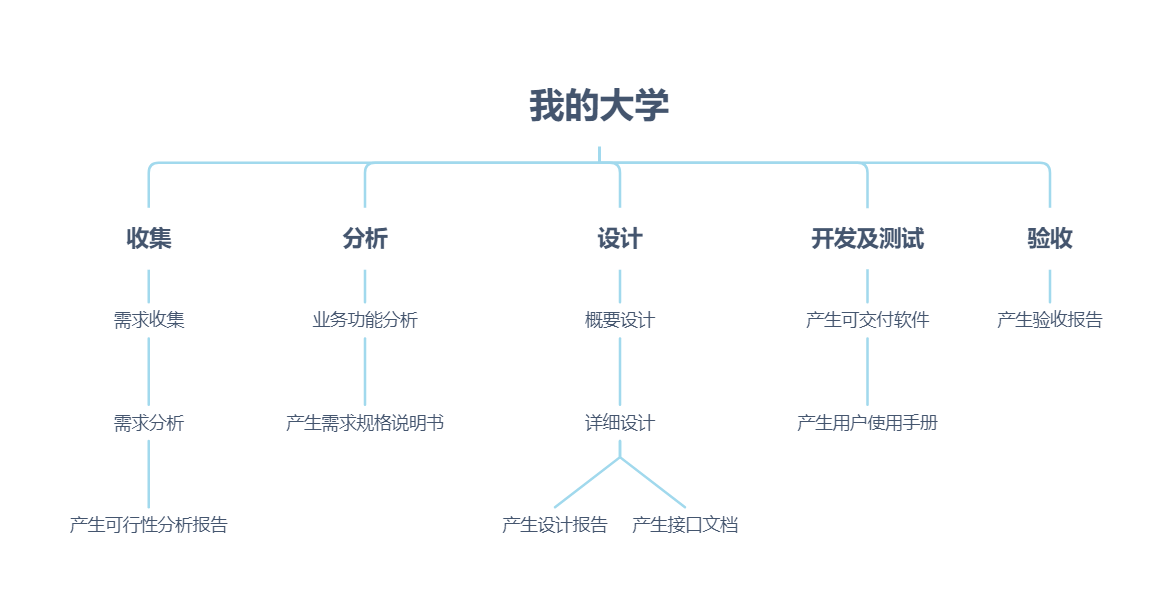 我的大学
收集
分析
设计
开发及测试
验收
需求收集
业务功能分析
概要设计
产生可交付软件
产生验收报告
需求分析
产生需求规格说明书
详细设计
产生用户使用手册
产生可行性分析报告
产生设计报告
产生接口文档